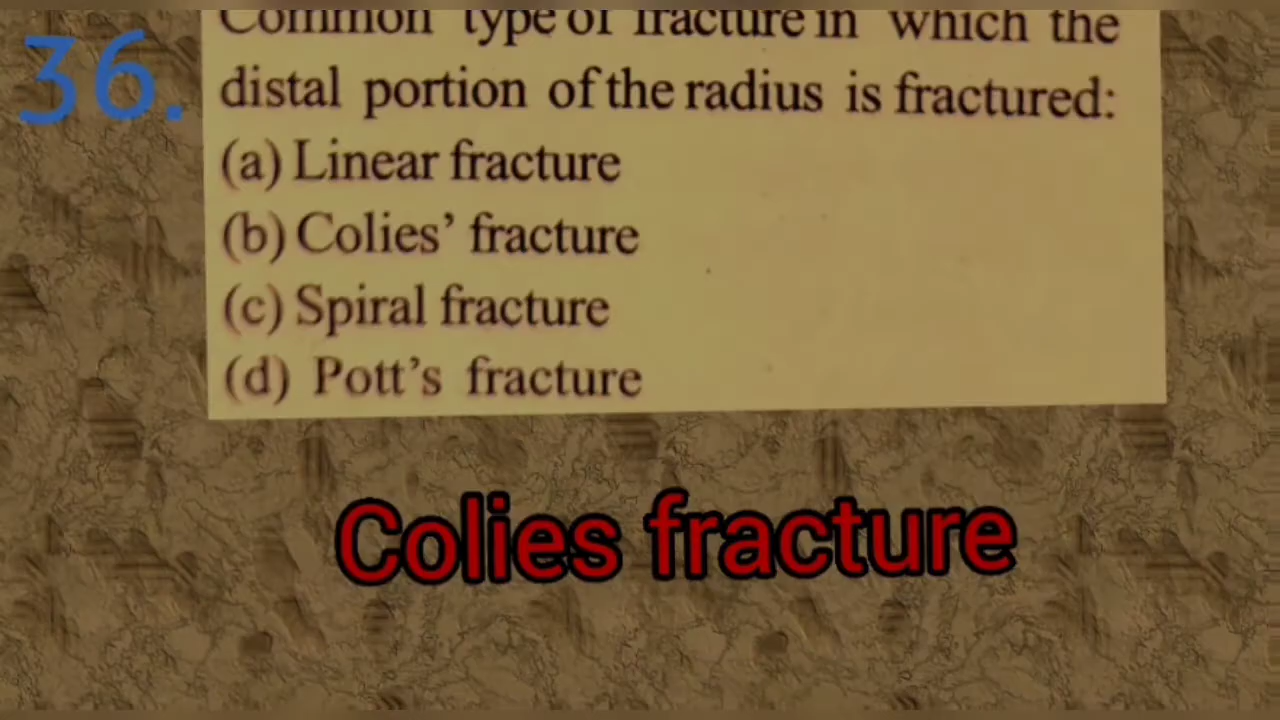 36.
Common type of fracture in which the
distal portion of the radius is fractured:
(a) Linear fracture
(b) Colies’ fracture
(c) Spiral fracture
(d) Pott’s fracture
Colies fracture